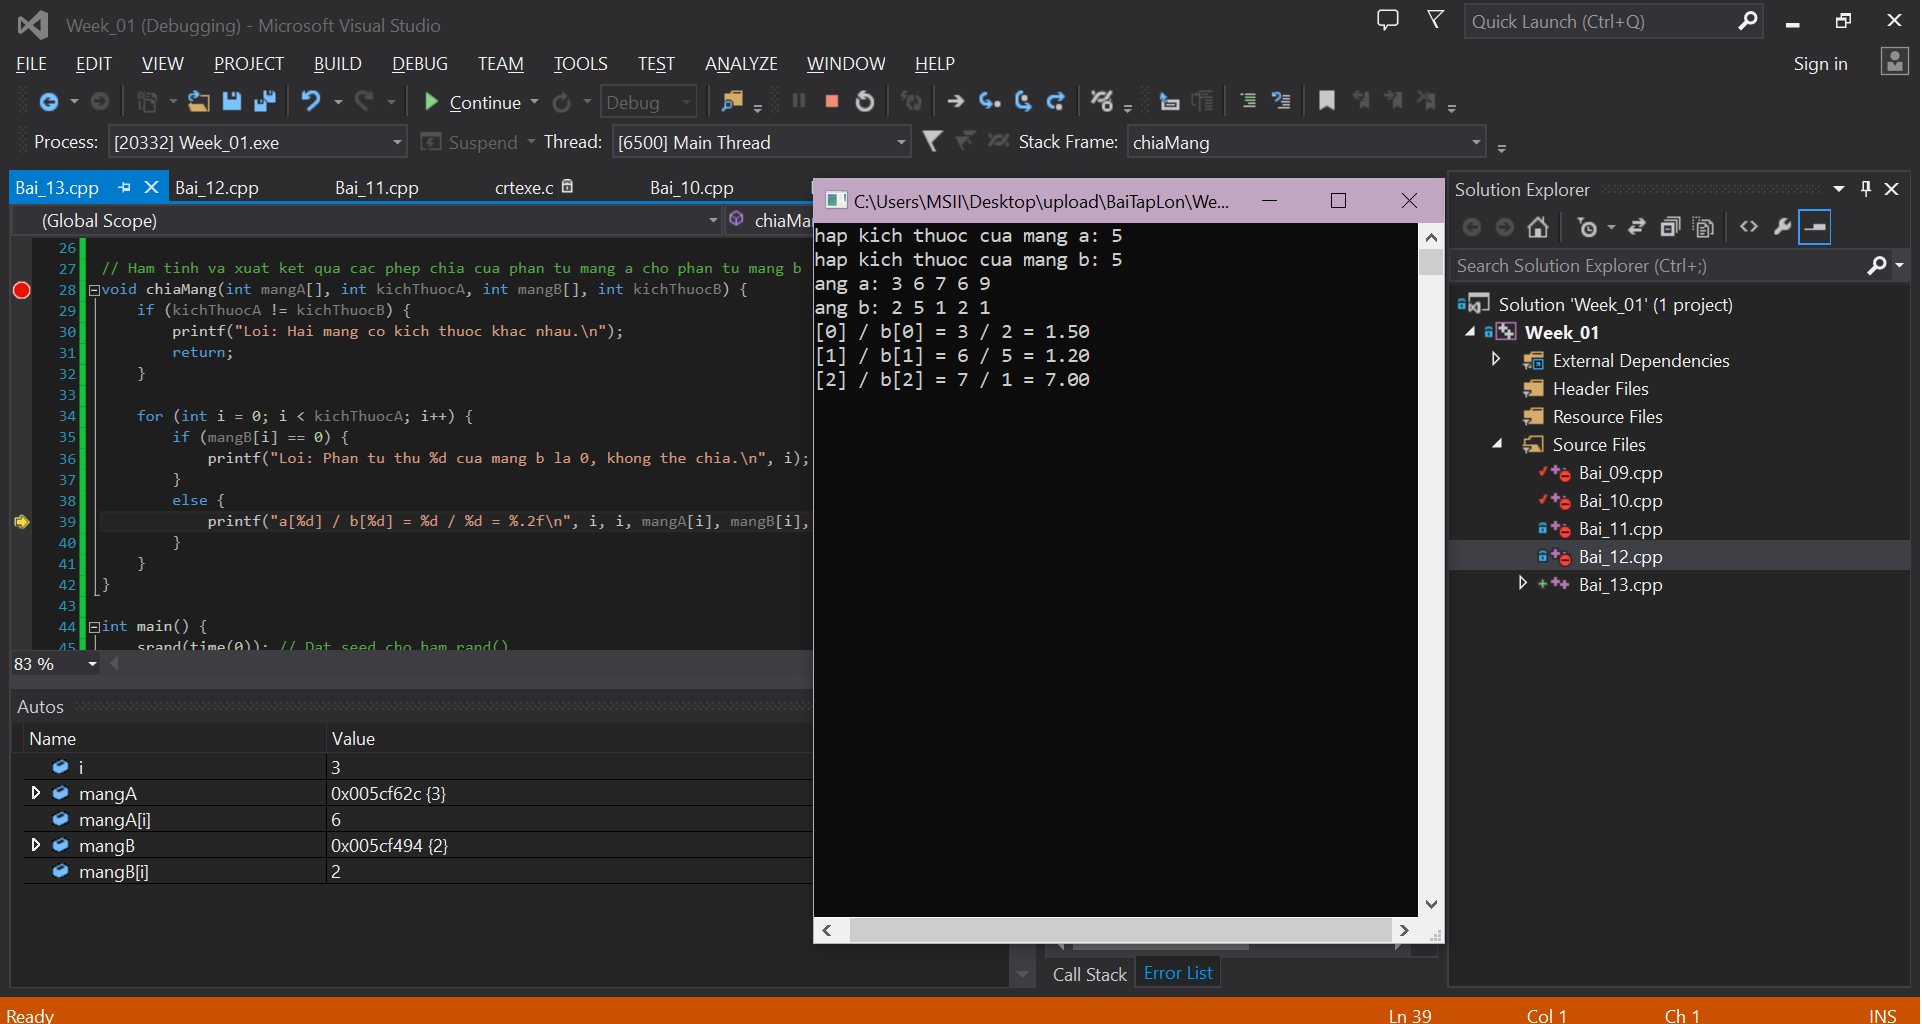 Week_01 (Debugging) - Microsoft Visual Studio
Quick Launch (Ctrl+Q)
FILE EDIT VIEW PROJECT BUILD DEBUG TEAM TOOLS TEST ANALYZE WINDOW HELP
Sign in
Continue Debug
Process: [20332] Week_01.exe Suspend Thread: [6500] Main Thread Stack Frame: chiaMang
Bai_13.cpp Bai_12.cpp Bai_11.cpp crtexe.c Bai_10.cpp
(Global Scope) chiaMa
26
27 // Ham tinh va xuat ket qua cac phep chia cua phan tu mang a cho phan tu mang b
28 void chiaMang(int mangA[], int kichThuocA, int mangB[], int kichThuocB) {
29 if (kichThuocA != kichThuocB) {
30 printf("Loi: Hai mang co kich thuoc khac nhau.\n");
31 return;
32 }
33
34 for (int i = 0; i < kichThuocA; i++) {
35 if (mangB[i] == 0) {
36 printf("Loi: Phan tu thu %d cua mang b la 0, khong the chia.\n", i);
37 }
38 else {
39 printf("a[%d] / b[%d] = %d / %d = %.2f\n", i, i, mangA[i], mangB[i],
40 }
41 }
42 }
43
44 int main() {
45 srand(time(0)); // Dat seed cho ham rand()
83 %
Autos
Name Value
i 3
mangA 0x005cf62c {3}
mangA[i] 6
mangB 0x005cf494 {2}
mangB[i] 2
C:\Users\MSII\Desktop\upload\BaiTapLon\We...
hap kich thuoc cua mang a: 5
hap kich thuoc cua mang b: 5
ang a: 3 6 7 6 9
ang b: 2 5 1 2 1
[0] / b[0] = 3 / 2 = 1.50
[1] / b[1] = 6 / 5 = 1.20
[2] / b[2] = 7 / 1 = 7.00
Call Stack Error List
Solution Explorer
Search Solution Explorer (Ctrl+;)
Solution 'Week_01' (1 project)
Week_01
External Dependencies
Header Files
Resource Files
Source Files
Bai_09.cpp
Bai_10.cpp
Bai_11.cpp
Bai_12.cpp
Bai_13.cpp
Ready Ln 39 Col 1 Ch 1 INS